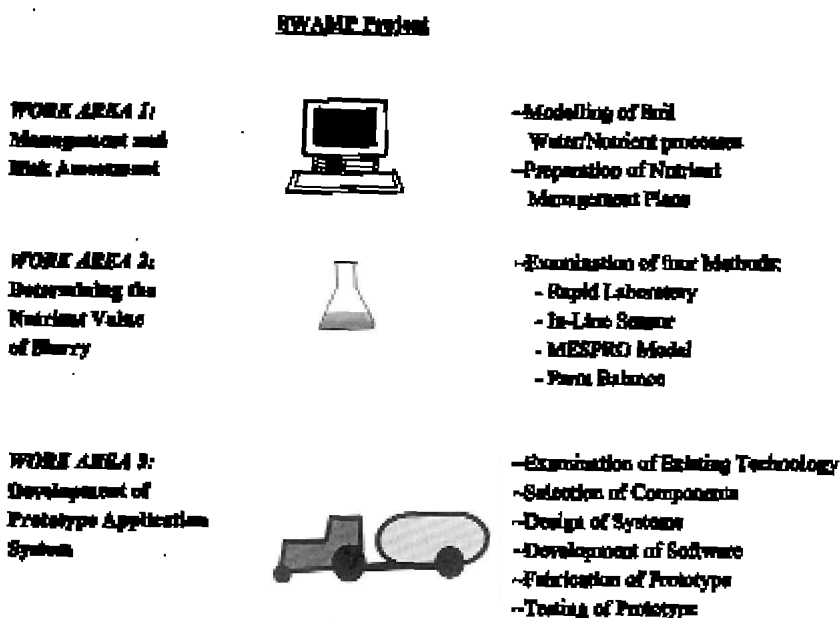 SWAMP Project
WORK AREA 1:
Management and
Risk Assessment
-Modelling of Soil
Water/Nutrient processes
-Preparation of Nutrient
Management Plans
WORK AREA 2:
Determining the
Nutrient Value
of Slurry
-Examination of four Methods:
- Rapid Laboratory
- In-Line Sensor
- MESPRO Model
- Farm Balance
WORK AREA 3:
Development of
Prototype Application
System
-Examination of Existing Technology
-Selection of Components
-Design of Systems
-Development of Software
-Fabrication of Prototype
-Testing of Prototype